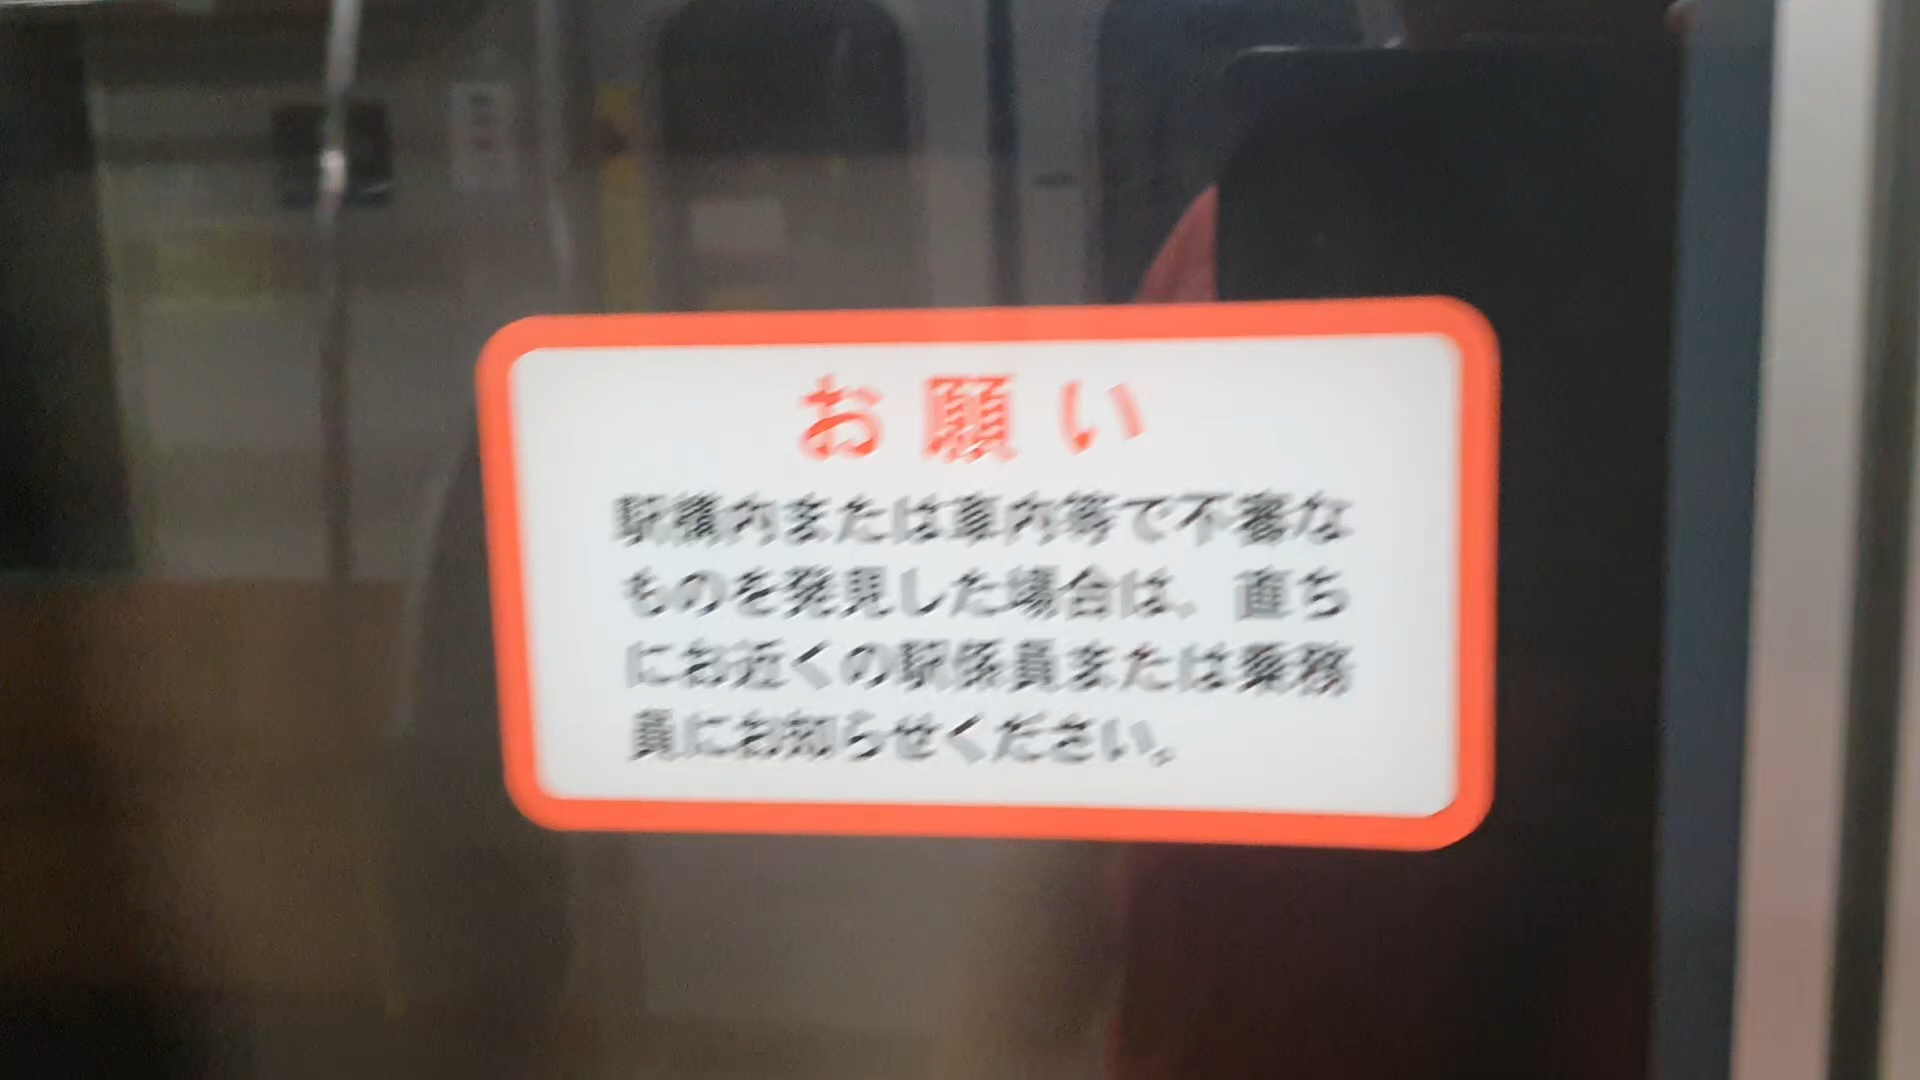 お願い
駅構内または車内等で不審な
ものを発見した場合は、直ち
にお近くの駅係員または乗務
員にお知らせください。